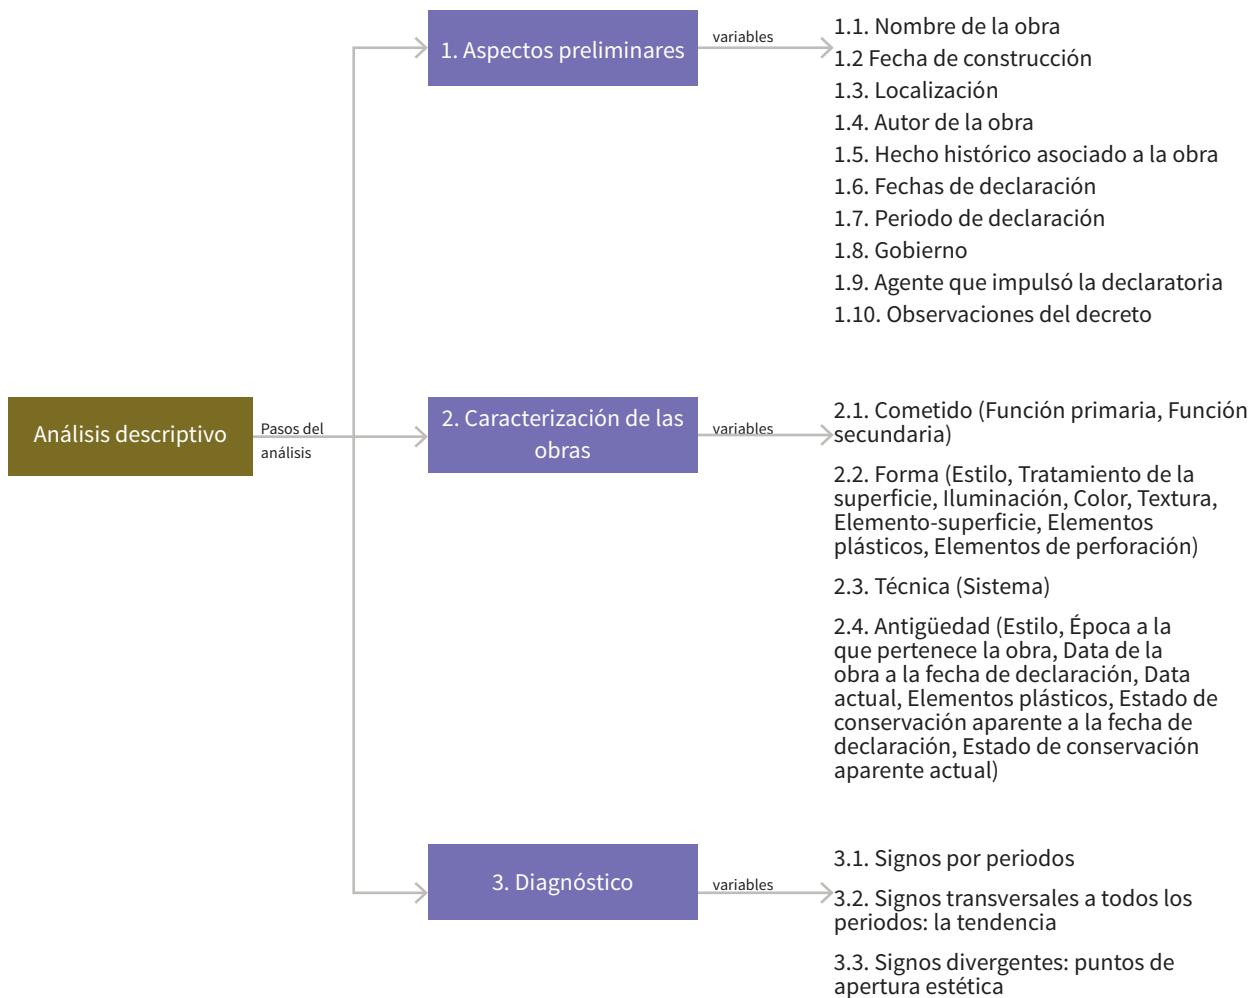 Análisis descriptivo
Pasos del
análisis
1. Aspectos preliminares
variables
1.1. Nombre de la obra
1.2 Fecha de construcción
1.3. Localización
1.4. Autor de la obra
1.5. Hecho histórico asociado a la obra
1.6. Fechas de declaración
1.7. Periodo de declaración
1.8. Gobierno
1.9. Agente que impulsó la declaratoria
1.10. Observaciones del decreto
2. Caracterización de las
obras
variables
2.1. Cometido (Función primaria, Función
secundaria)
2.2. Forma (Estilo, Tratamiento de la
superficie, Iluminación, Color, Textura,
Elemento-superficie, Elementos
plásticos, Elementos de perforación)
2.3. Técnica (Sistema)
2.4. Antigüedad (Estilo, Época a la
que pertenece la obra, Data de la
obra a la fecha de declaración, Data
actual, Elementos plásticos, Estado de
conservación aparente a la fecha de
declaración, Estado de conservación
aparente actual)
3. Diagnóstico
variables
3.1. Signos por periodos
3.2. Signos transversales a todos los
periodos: la tendencia
3.3. Signos divergentes: puntos de
apertura estética